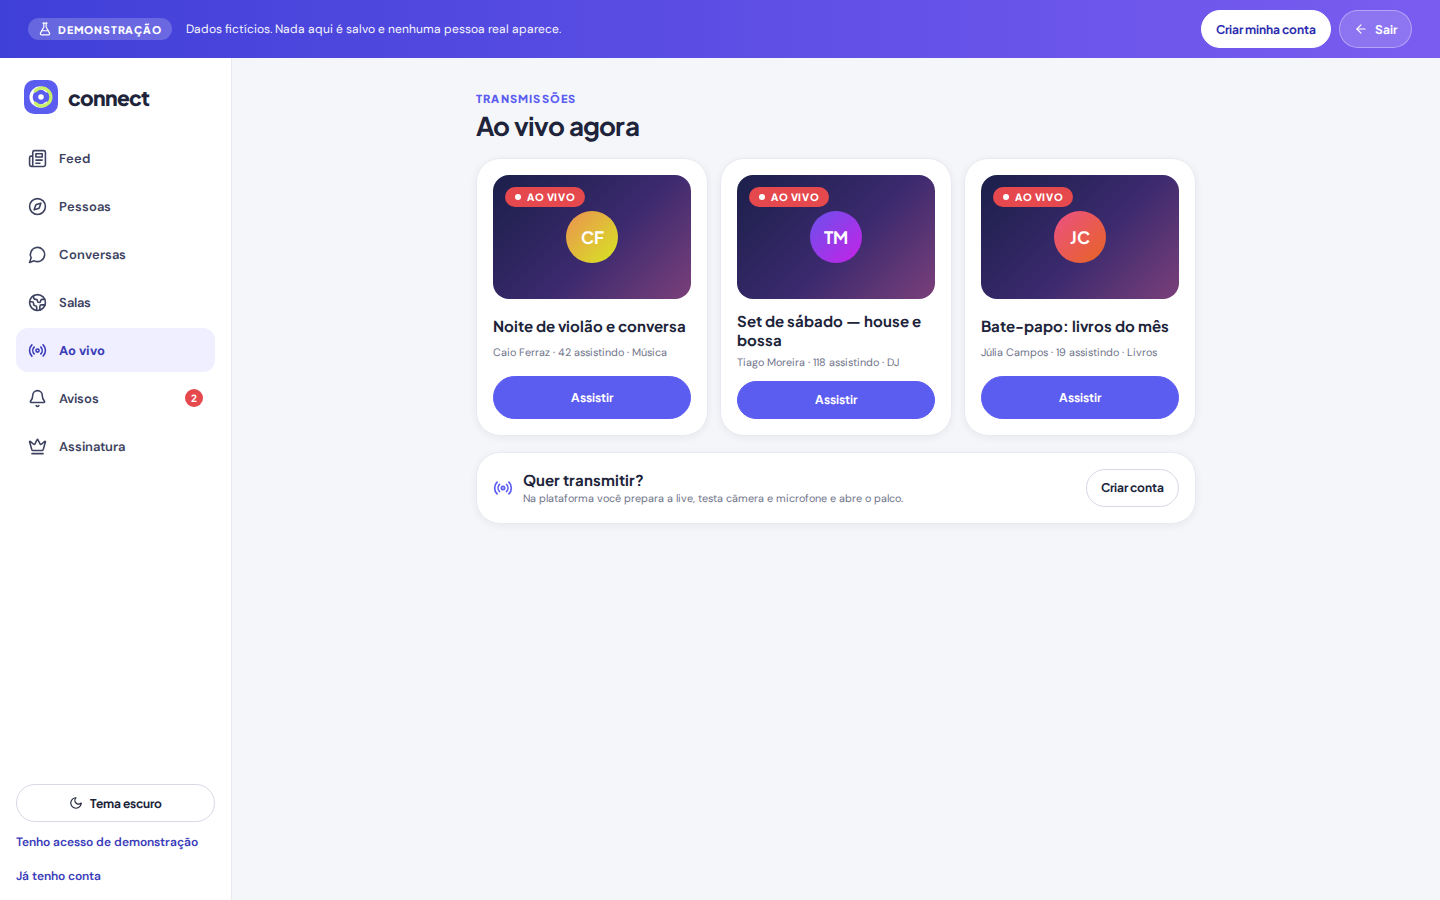 DEMONSTRAÇÃO
Dados fictícios. Nada aqui é salvo e nenhuma pessoa real aparece.
Criar minha conta
Sair
connect
Feed
Pessoas
Conversas
Salas
Ao vivo
Avisos
2
Assinatura
Tema escuro
Tenho acesso de demonstração
Já tenho conta
TRANSMISSÕES
Ao vivo agora
AO VIVO
CF
Noite de violão e conversa
Caio Ferraz · 42 assistindo · Música
Assistir
AO VIVO
TM
Set de sábado — house e
bossa
Tiago Moreira · 118 assistindo · DJ
Assistir
AO VIVO
JC
Bate-papo: livros do mês
Júlia Campos · 19 assistindo · Livros
Assistir
Quer transmitir?
Na plataforma você prepara a live, testa câmera e microfone e abre o palco.
Criar conta